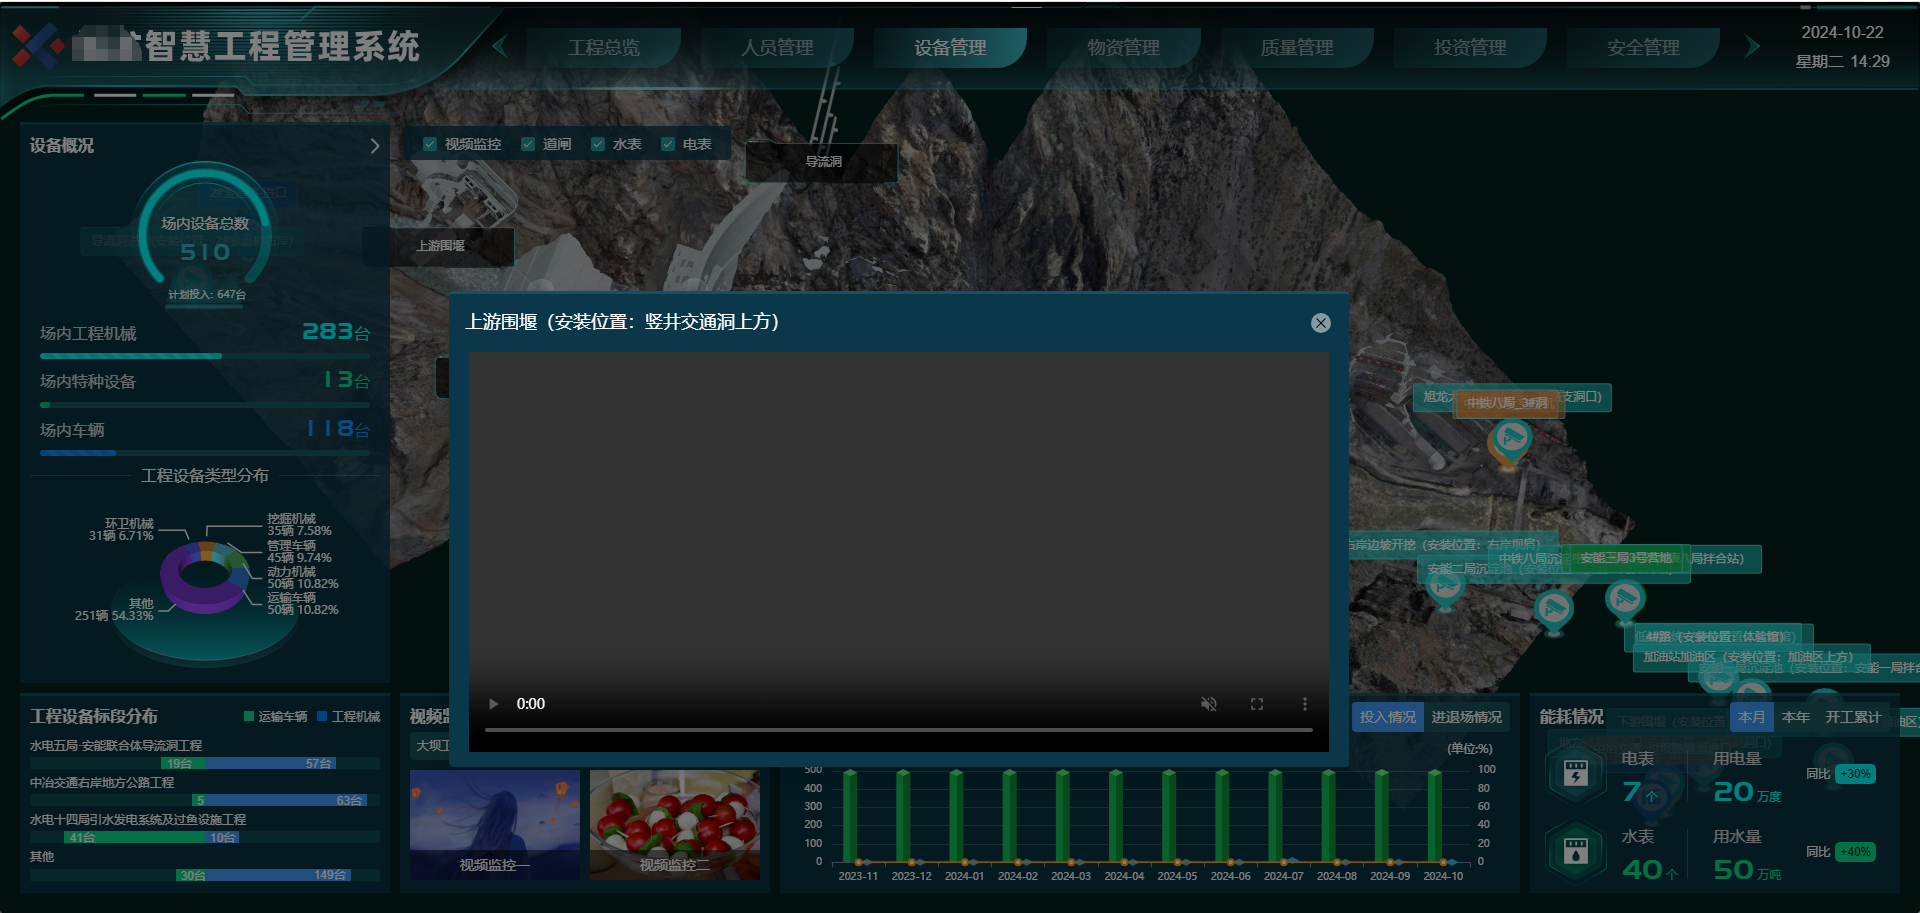 智慧工程管理系统
工程总览
人员管理
设备管理
物资管理
质量管理
投资管理
安全管理
2024-10-22
星期二 14:29
设备概况
场内设备总数
510
计划投入: 647台
场内工程机械
283台
场内特种设备
13台
场内车辆
118台
工程设备类型分布
环卫机械
31辆 6.71%
挖掘机械
35辆 7.58%
管理车辆
45辆 9.74%
动力机械
50辆 10.82%
运输车辆
50辆 10.82%
其他
251辆 54.33%
视频监控
道闸
水表
电表
导流洞
上游围堰
上游围堰（安装位置：竖井交通洞上方）
0:00
旭龙大
支洞口)
中铁八局_3#洞
右岸边坡开挖（安装位置：右岸坝肩）
中铁八局沉淀
安能三局3号营地
局拌合站)
安能二局沉淀池（安装位
4#路（安装位置：体验馆）
加油站加油区（安装位置：加油区上方）
工程设备标段分布
运输车辆
工程机械
水电五局-安能联合体导流洞工程
19台
57台
中冶交通右岸地方公路工程
5
63台
水电十四局引水发电系统及过鱼设施工程
41台
10台
其他
30台
149台
视频监
大坝工
视频监控一
视频监控二
投入情况
进退场情况
(单位:%)
500
400
300
200
100
0
100
80
60
40
20
0
2023-11
2023-12
2024-01
2024-02
2024-03
2024-04
2024-05
2024-06
2024-07
2024-08
2024-09
2024-10
能耗情况
本月
本年
开工累计
电表
7个
用电量
20万度
同比
+30%
水表
40个
用水量
50万吨
同比
+40%